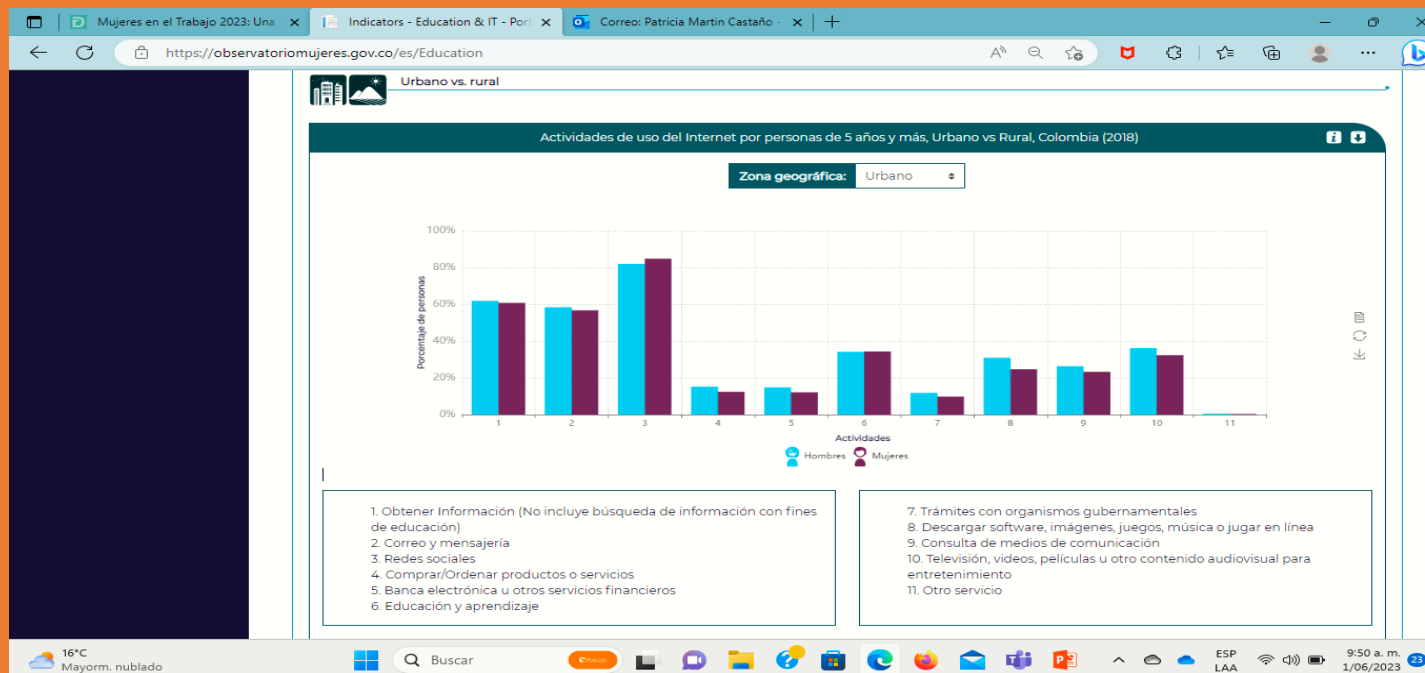 Mujeres en el Trabajo 2023: Una
Indicators - Education & IT - Port
Correo: Patricia Martin Castaño -
https://observatoriomujeres.gov.co/es/Education
Urbano vs. rural
Actividades de uso del Internet por personas de 5 años y más, Urbano vs Rural, Colombia (2018)
Zona geográfica: Urbano
Porcentaje de personas
100%
80%
60%
40%
20%
0%
1 2 3 4 5 6 7 8 9 10 11
Actividades
Hombres Mujeres
1. Obtener Información (No incluye búsqueda de información con fines
de educación)
2. Correo y mensajería
3. Redes sociales
4. Comprar/Ordenar productos o servicios
5. Banca electrónica u otros servicios financieros
6. Educación y aprendizaje
7. Trámites con organismos gubernamentales
8. Descargar software, imágenes, juegos, música o jugar en línea
9. Consulta de medios de comunicación
10. Televisión, videos, películas u otro contenido audiovisual para
entretenimiento
11. Otro servicio
16°C
Mayorm. nublado
Buscar
ESP
LAA
9:50 a. m.
1/06/2023
23